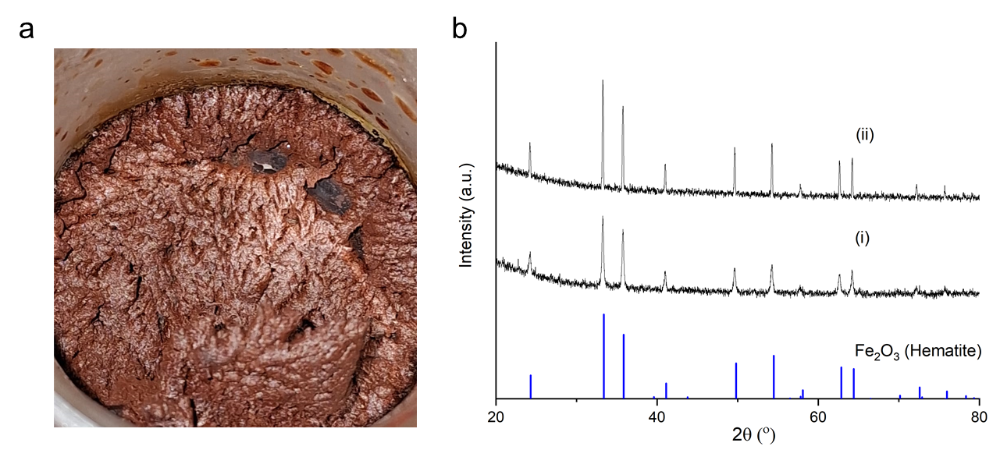 a
b
Intensity (a.u.)
(ii)
(i)
Fe₂O₃ (Hematite)
20
40
60
80
2θ (°)